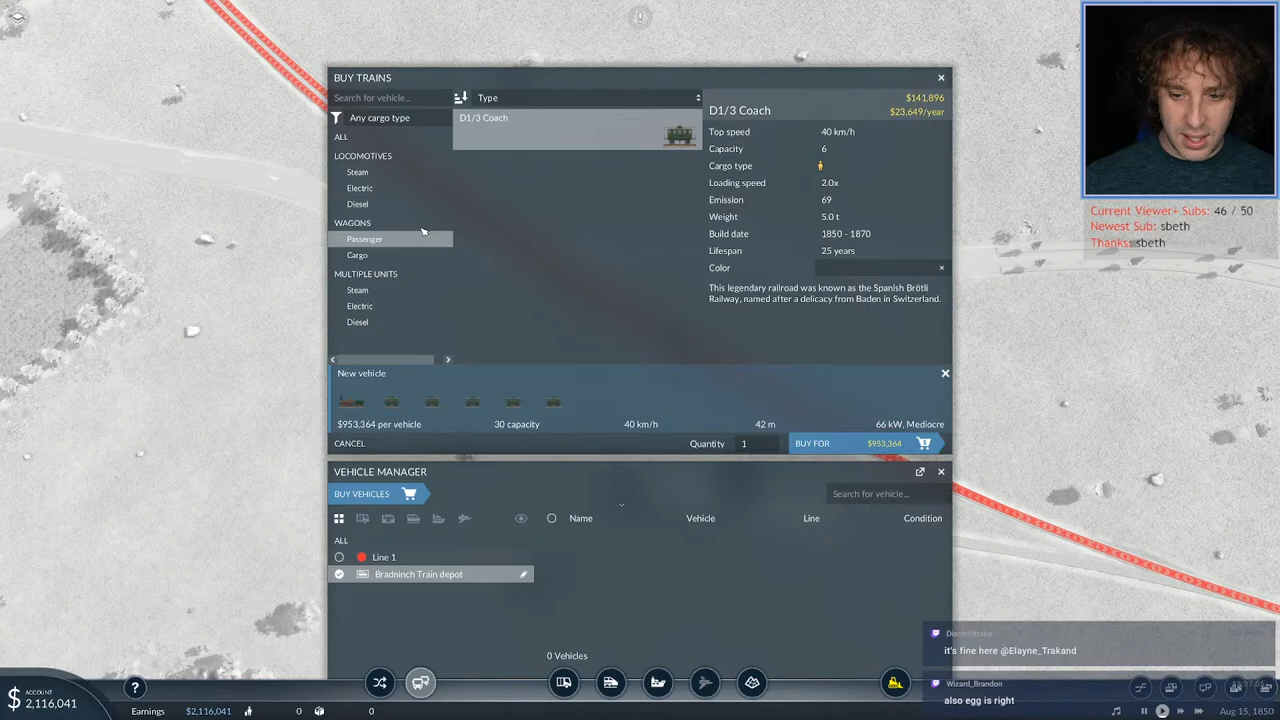 BUY TRAINS
Search for vehicle...
Type
Any cargo type
ALL
LOCOMOTIVES
Steam
Electric
Diesel
WAGONS
Passenger
Cargo
MULTIPLE UNITS
Steam
Electric
Diesel
D1/3 Coach
$141,896
D1/3 Coach
$23,649/year
Top speed 40 km/h
Capacity 6
Cargo type
Loading speed 2.0x
Emission 69
Weight 5.0 t
Build date 1850 - 1870
Lifespan 25 years
Color
This legendary railroad was known as the Spanish Brötli
Railway, named after a delicacy from Baden in Switzerland.
New vehicle
$953,364 per vehicle 30 capacity 40 km/h 42 m 66 kW, Mediocre
CANCEL Quantity 1 BUY FOR $953,364
VEHICLE MANAGER
BUY VEHICLES
Search for vehicle...
Name Vehicle Line Condition
ALL
Line 1
Bradninch Train depot
0 Vehicles
Current Viewer+ Subs: 46 / 50
Newest Sub: sbeth
Thanks: sbeth
it's fine here @Elayne_Trakand
Wizard_Brandon
also egg is right
$ ACCOUNT
2,116,041
Earnings $2,116,041 0 0
Aug 15, 1850